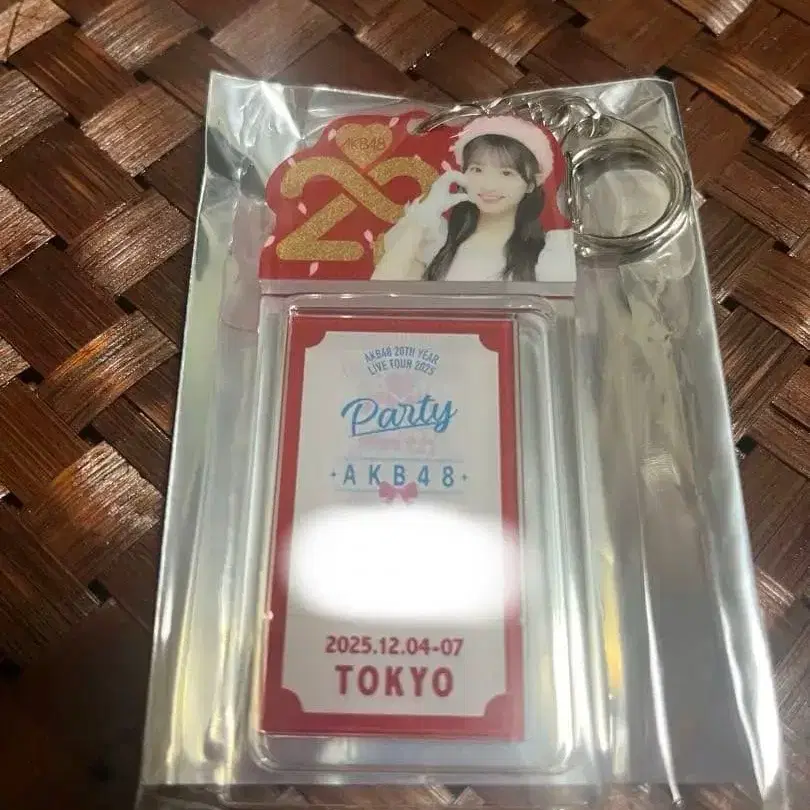 AKB48
20
AKB48 20TH YEAR
LIVE TOUR 2025
Party
AKB48
2025.12.04-07
TOKYO